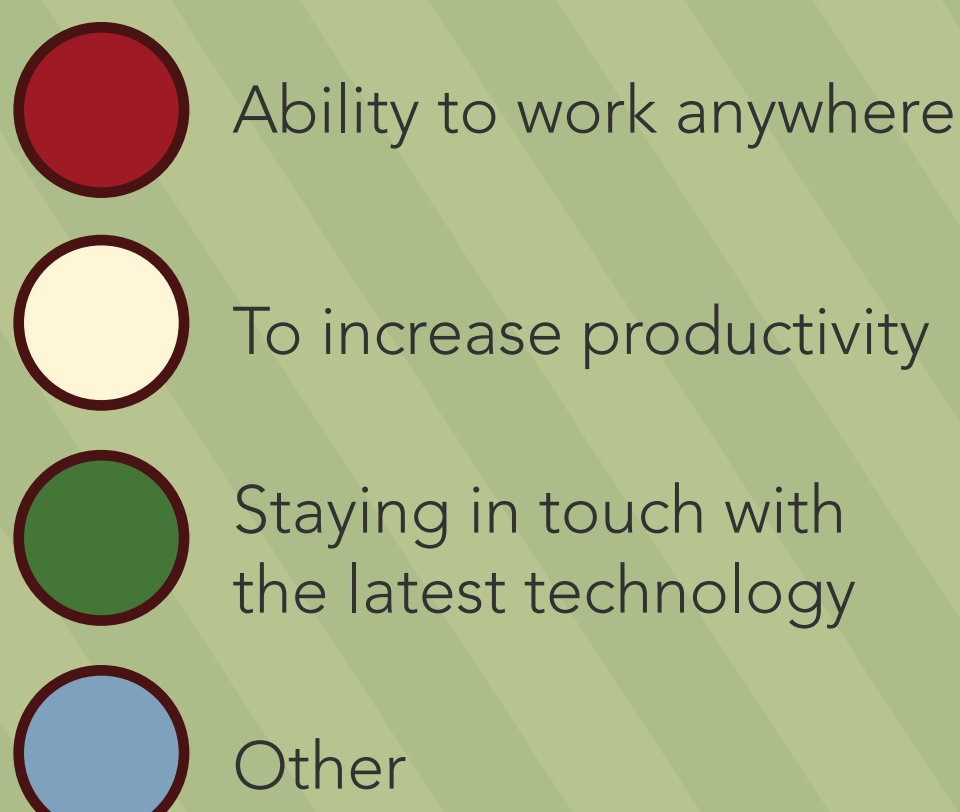 Ability to work anywhere
To increase productivity
Staying in touch with
the latest technology
Other